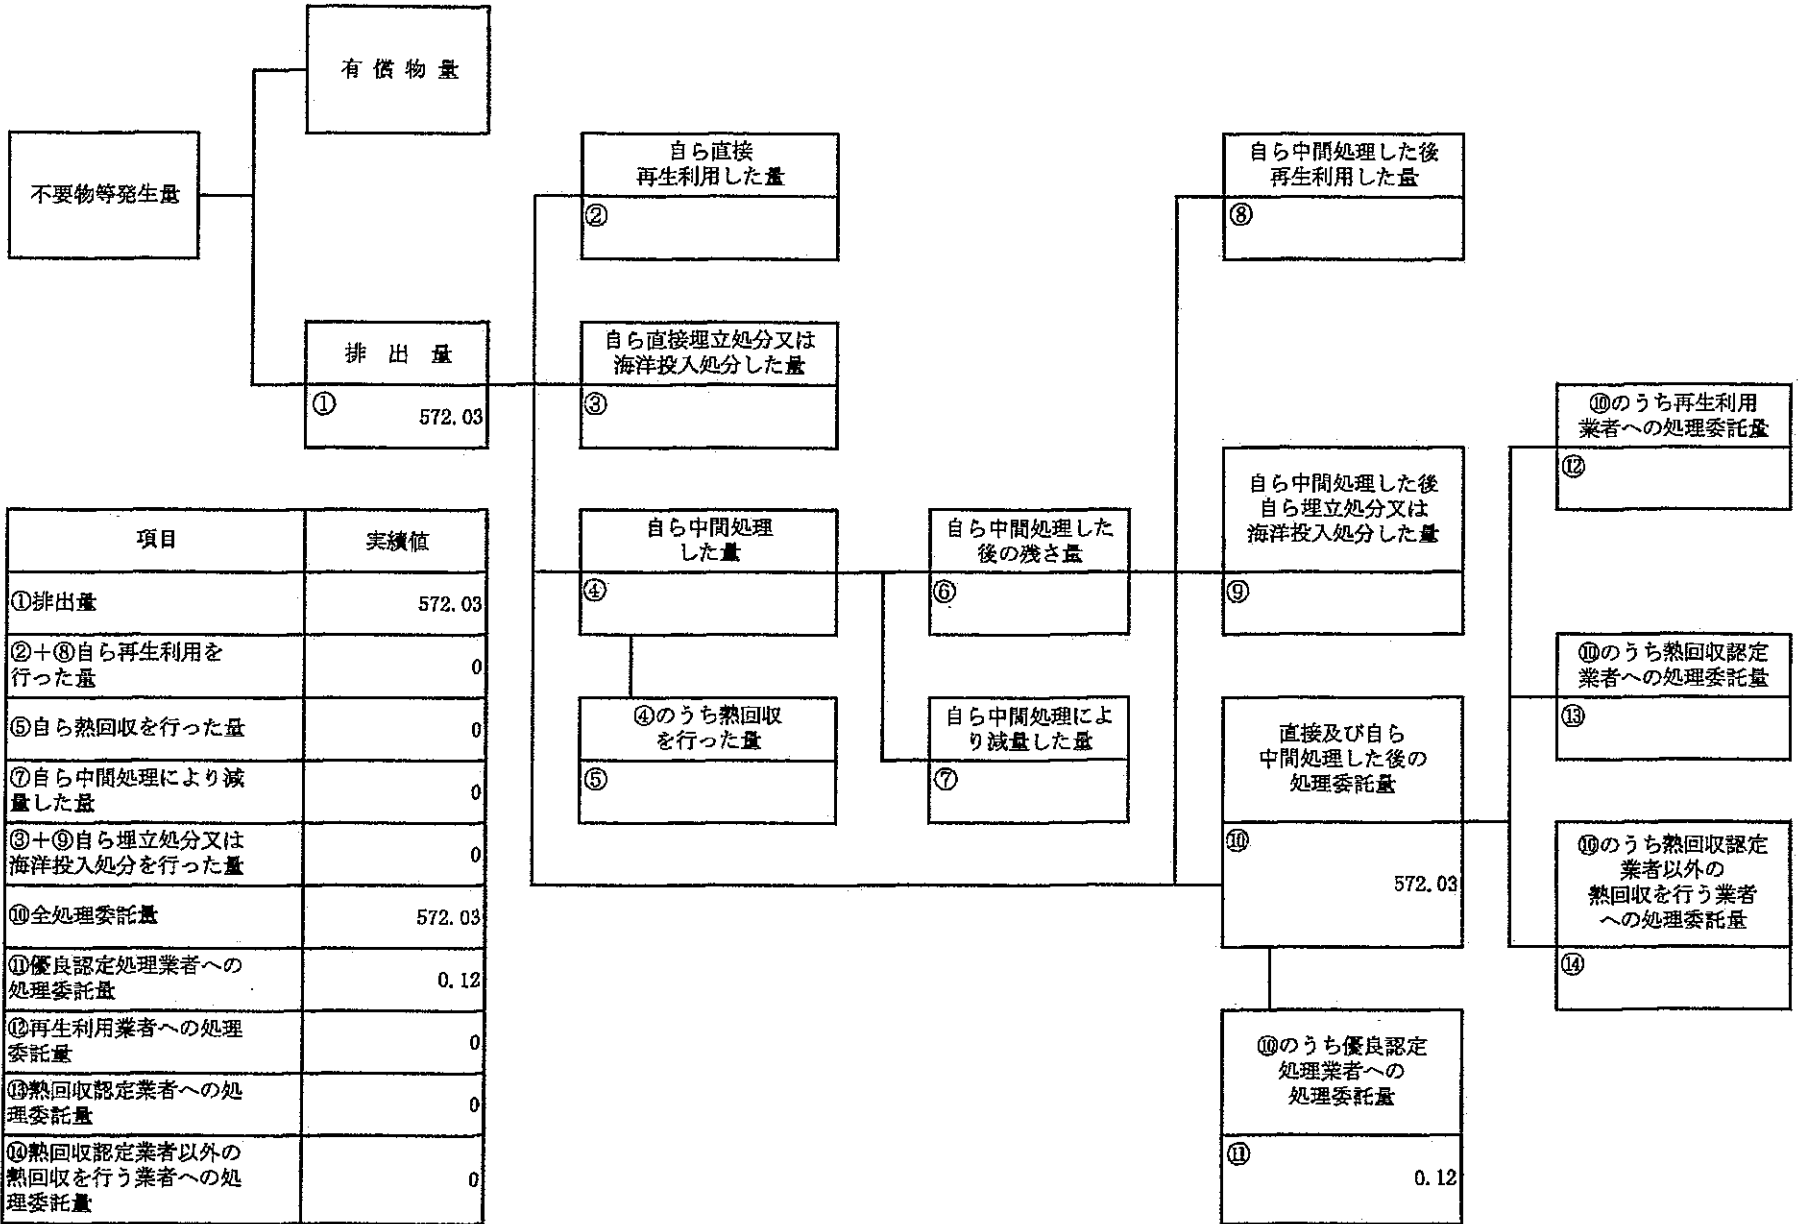 有償物量
不要物等発生量
排出量
①
572.03
自ら直接
再生利用した量
②
自ら直接埋立処分又は
海洋投入処分した量
③
自ら中間処理
した量
④
④のうち熱回収
を行った量
⑤
自ら中間処理した
後の残さ量
⑥
自ら中間処理によ
り減量した量
⑦
自ら中間処理した後
再生利用した量
⑧
自ら中間処理した後
自ら埋立処分又は
海洋投入処分した量
⑨
直接及び自ら
中間処理した後の
処理委託量
⑩
572.03
⑩のうち優良認定
処理業者への
処理委託量
⑪
0.12
⑩のうち再生利用
業者への処理委託量
⑫
⑩のうち熱回収認定
業者への処理委託量
⑬
⑩のうち熱回収認定
業者以外の
熱回収を行う業者
への処理委託量
⑭
項目 実績値
①排出量 572.03
②+⑧自ら再生利用を
行った量 0
⑤自ら熱回収を行った量 0
⑦自ら中間処理により減
量した量 0
③+⑨自ら埋立処分又は
海洋投入処分を行った量 0
⑩全処理委託量 572.03
⑪優良認定処理業者への
処理委託量 0.12
⑫再生利用業者への処理
委託量 0
⑬熱回収認定業者への処
理委託量 0
⑭熱回収認定業者以外の
熱回収を行う業者への処
理委託量 0